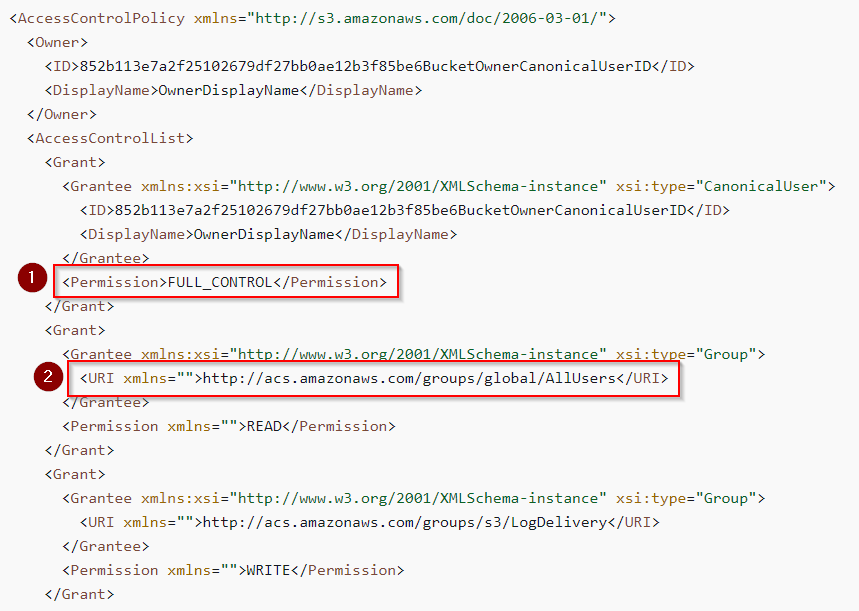 <AccessControlPolicy xmlns="http://s3.amazonaws.com/doc/2006-03-01/">
<Owner>
<ID>852b113e7a2f25102679df27bb0ae12b3f85be6BucketOwnerCanonicalUserID</ID>
<DisplayName>OwnerDisplayName</DisplayName>
</Owner>
<AccessControlList>
<Grant>
<Grantee xmlns:xsi="http://www.w3.org/2001/XMLSchema-instance" xsi:type="CanonicalUser">
<ID>852b113e7a2f25102679df27bb0ae12b3f85be6BucketOwnerCanonicalUserID</ID>
<DisplayName>OwnerDisplayName</DisplayName>
</Grantee>
1 <Permission>FULL_CONTROL</Permission>
</Grant>
<Grant>
<Grantee xmlns:xsi="http://www.w3.org/2001/XMLSchema-instance" xsi:type="Group">
2 <URI xmlns="">http://acs.amazonaws.com/groups/global/AllUsers</URI>
</Grantee>
<Permission xmlns="">READ</Permission>
</Grant>
<Grant>
<Grantee xmlns:xsi="http://www.w3.org/2001/XMLSchema-instance" xsi:type="Group">
<URI xmlns="">http://acs.amazonaws.com/groups/s3/LogDelivery</URI>
</Grantee>
<Permission xmlns="">WRITE</Permission>
</Grant>